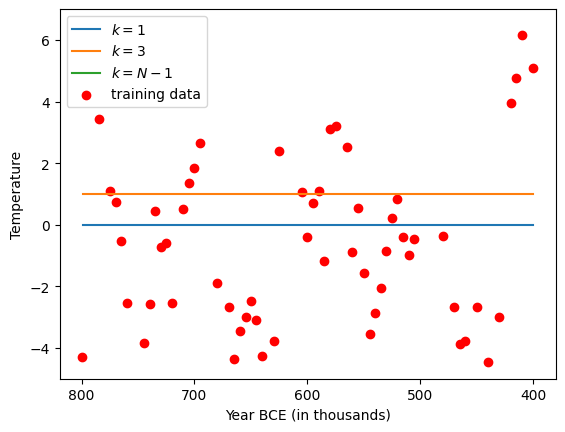 k = 1
k = 3
k = N − 1
training data
6
4
2
0
−2
−4
Temperature
800
700
600
500
400
Year BCE (in thousands)